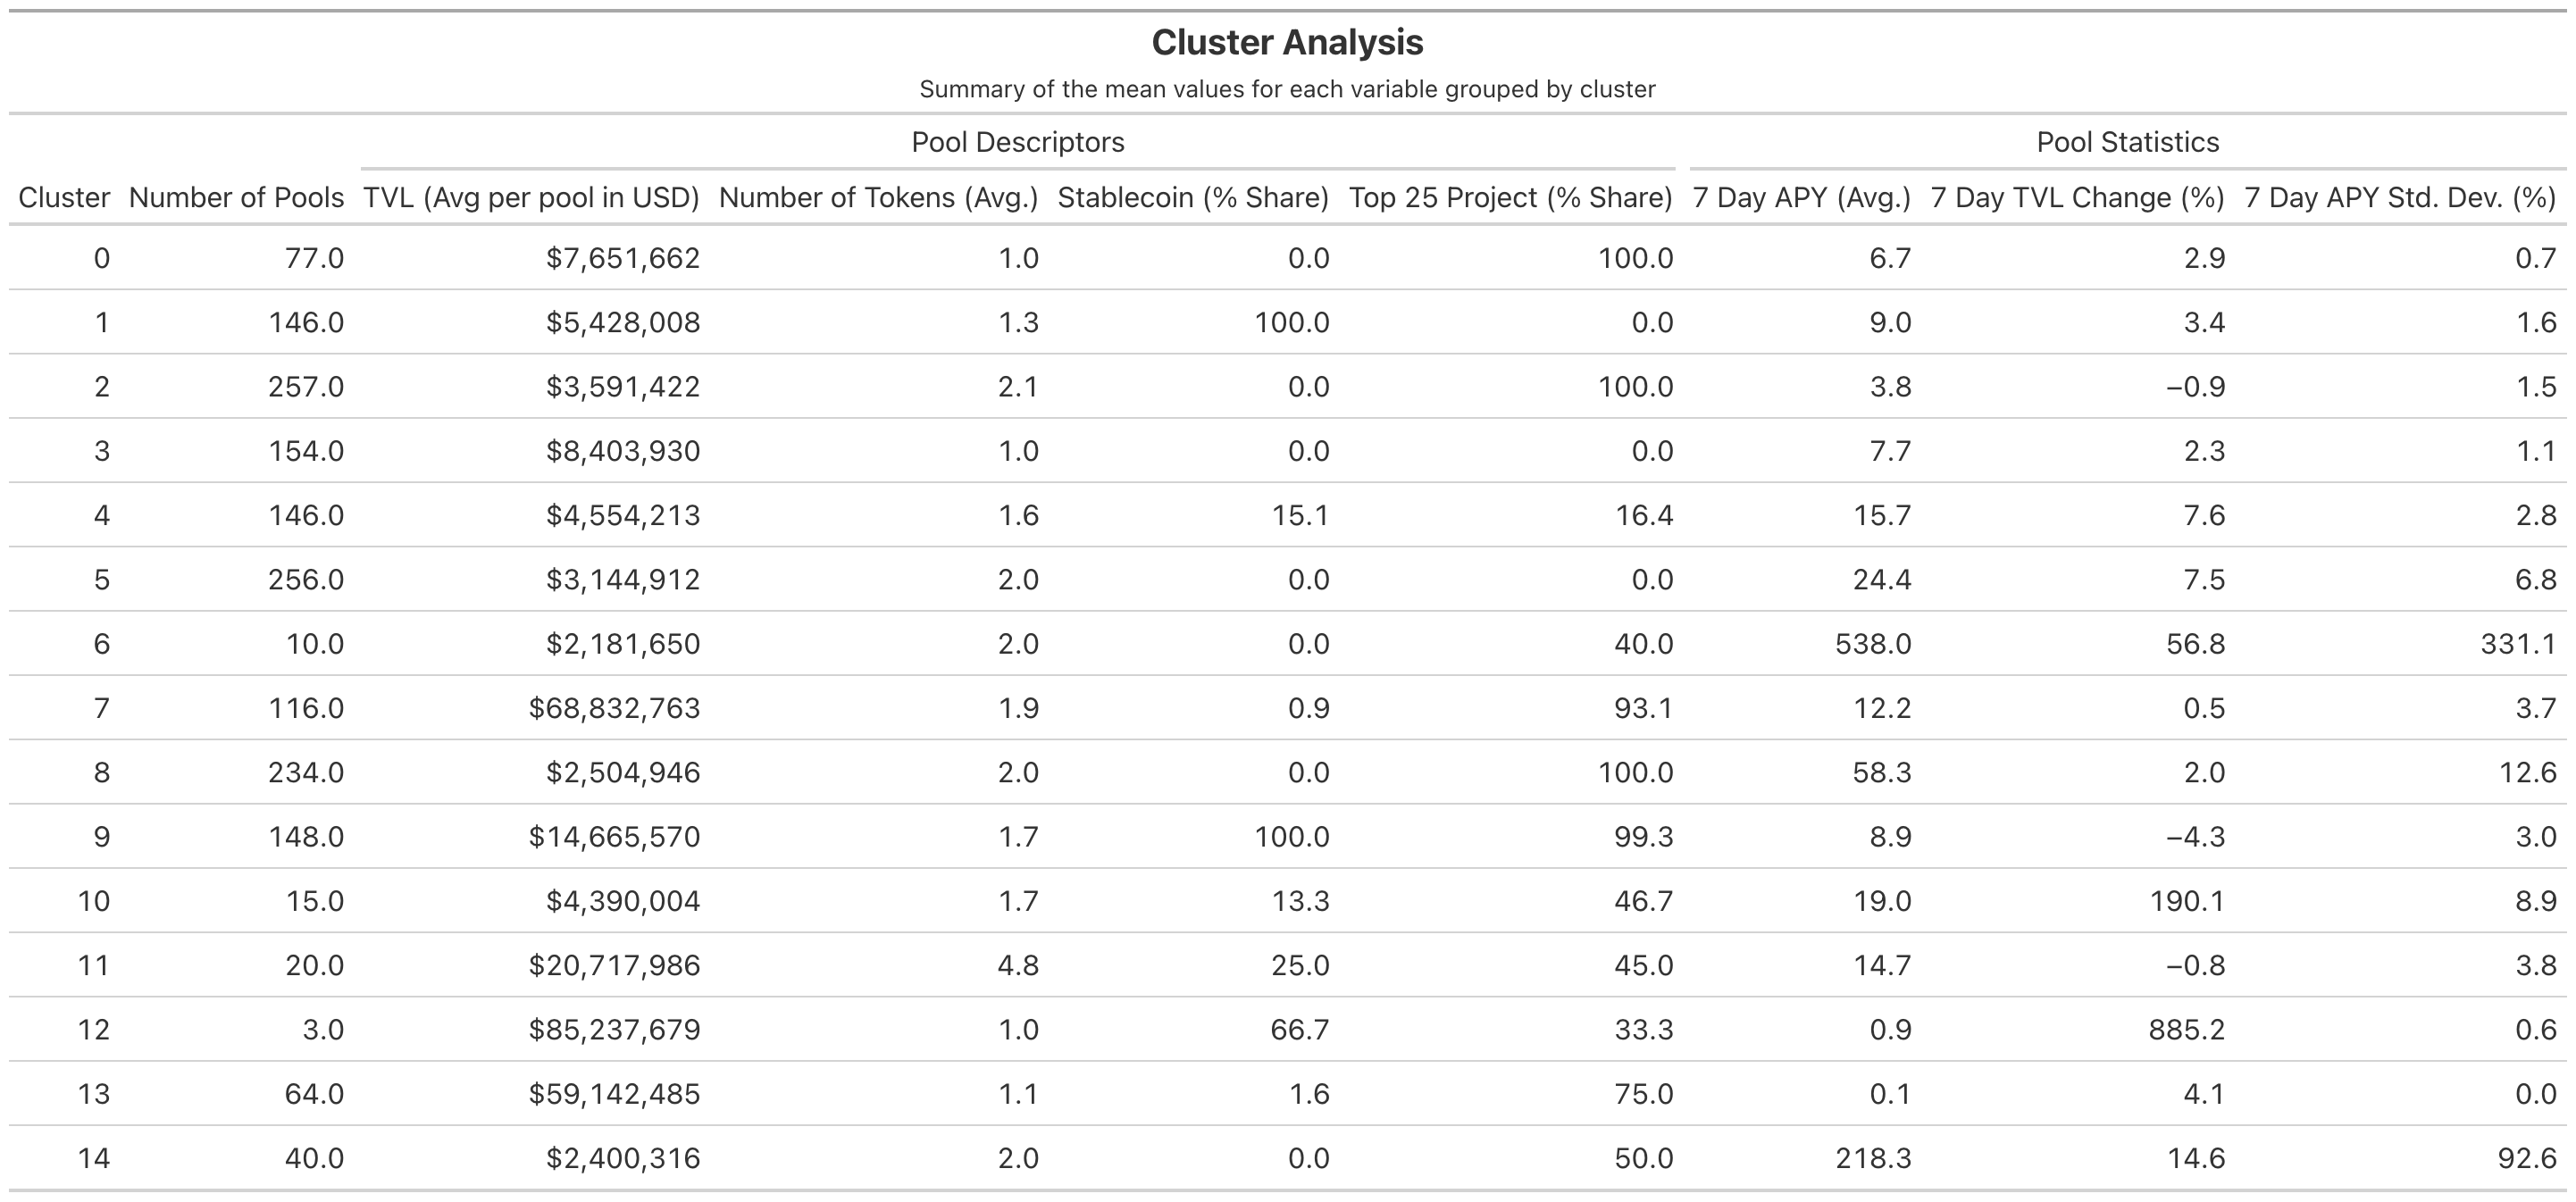 Cluster Analysis
Summary of the mean values for each variable grouped by cluster
Pool Descriptors Pool Statistics
Cluster Number of Pools TVL (Avg per pool in USD) Number of Tokens (Avg.) Stablecoin (% Share) Top 25 Project (% Share) 7 Day APY (Avg.) 7 Day TVL Change (%) 7 Day APY Std. Dev. (%)
0 77.0 $7,651,662 1.0 0.0 100.0 6.7 2.9 0.7
1 146.0 $5,428,008 1.3 100.0 0.0 9.0 3.4 1.6
2 257.0 $3,591,422 2.1 0.0 100.0 3.8 −0.9 1.5
3 154.0 $8,403,930 1.0 0.0 0.0 7.7 2.3 1.1
4 146.0 $4,554,213 1.6 15.1 16.4 15.7 7.6 2.8
5 256.0 $3,144,912 2.0 0.0 0.0 24.4 7.5 6.8
6 10.0 $2,181,650 2.0 0.0 40.0 538.0 56.8 331.1
7 116.0 $68,832,763 1.9 0.9 93.1 12.2 0.5 3.7
8 234.0 $2,504,946 2.0 0.0 100.0 58.3 2.0 12.6
9 148.0 $14,665,570 1.7 100.0 99.3 8.9 −4.3 3.0
10 15.0 $4,390,004 1.7 13.3 46.7 19.0 190.1 8.9
11 20.0 $20,717,986 4.8 25.0 45.0 14.7 −0.8 3.8
12 3.0 $85,237,679 1.0 66.7 33.3 0.9 885.2 0.6
13 64.0 $59,142,485 1.1 1.6 75.0 0.1 4.1 0.0
14 40.0 $2,400,316 2.0 0.0 50.0 218.3 14.6 92.6